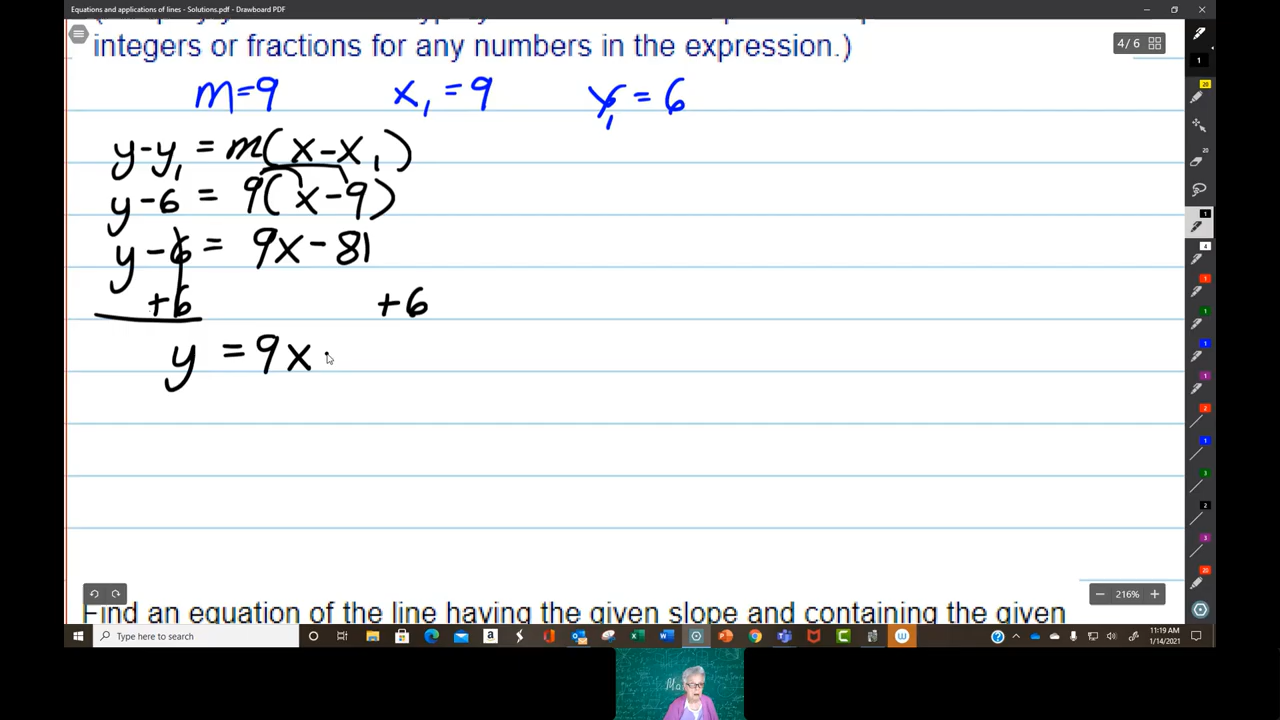 Equations and applications of lines - Solutions.pdf - Drawboard PDF
integers or fractions for any numbers in the expression.)
4 / 6
m=9 x₁ = 9 y₁ = 6
y-y₁ = m(x-x₁)
y-6 = 9(x-9)
y-6 = 9x-81
+6 +6
y = 9x
216%
Find an equation of the line having the given slope and containing the given
Type here to search
11:19 AM
1/14/2021